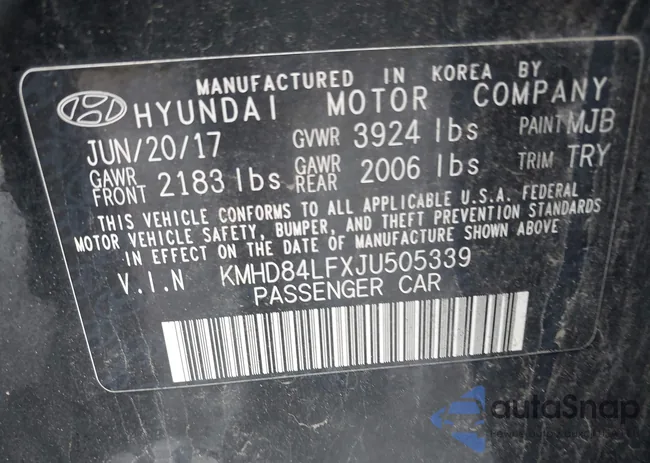 MANUFACTURED IN KOREA BY
HYUNDAI MOTOR COMPANY
JUN/20/17 GVWR 3924 lbs PAINT MJB
GAWR FRONT 2183 lbs GAWR REAR 2006 lbs TRIM TRY
THIS VEHICLE CONFORMS TO ALL APPLICABLE U.S.A. FEDERAL
MOTOR VEHICLE SAFETY, BUMPER, AND THEFT PREVENTION STANDARDS
IN EFFECT ON THE DATE OF MANUFACTURE SHOWN ABOVE
V.I.N KMHD84LFXJU505339
PASSENGER CAR
autoSnap